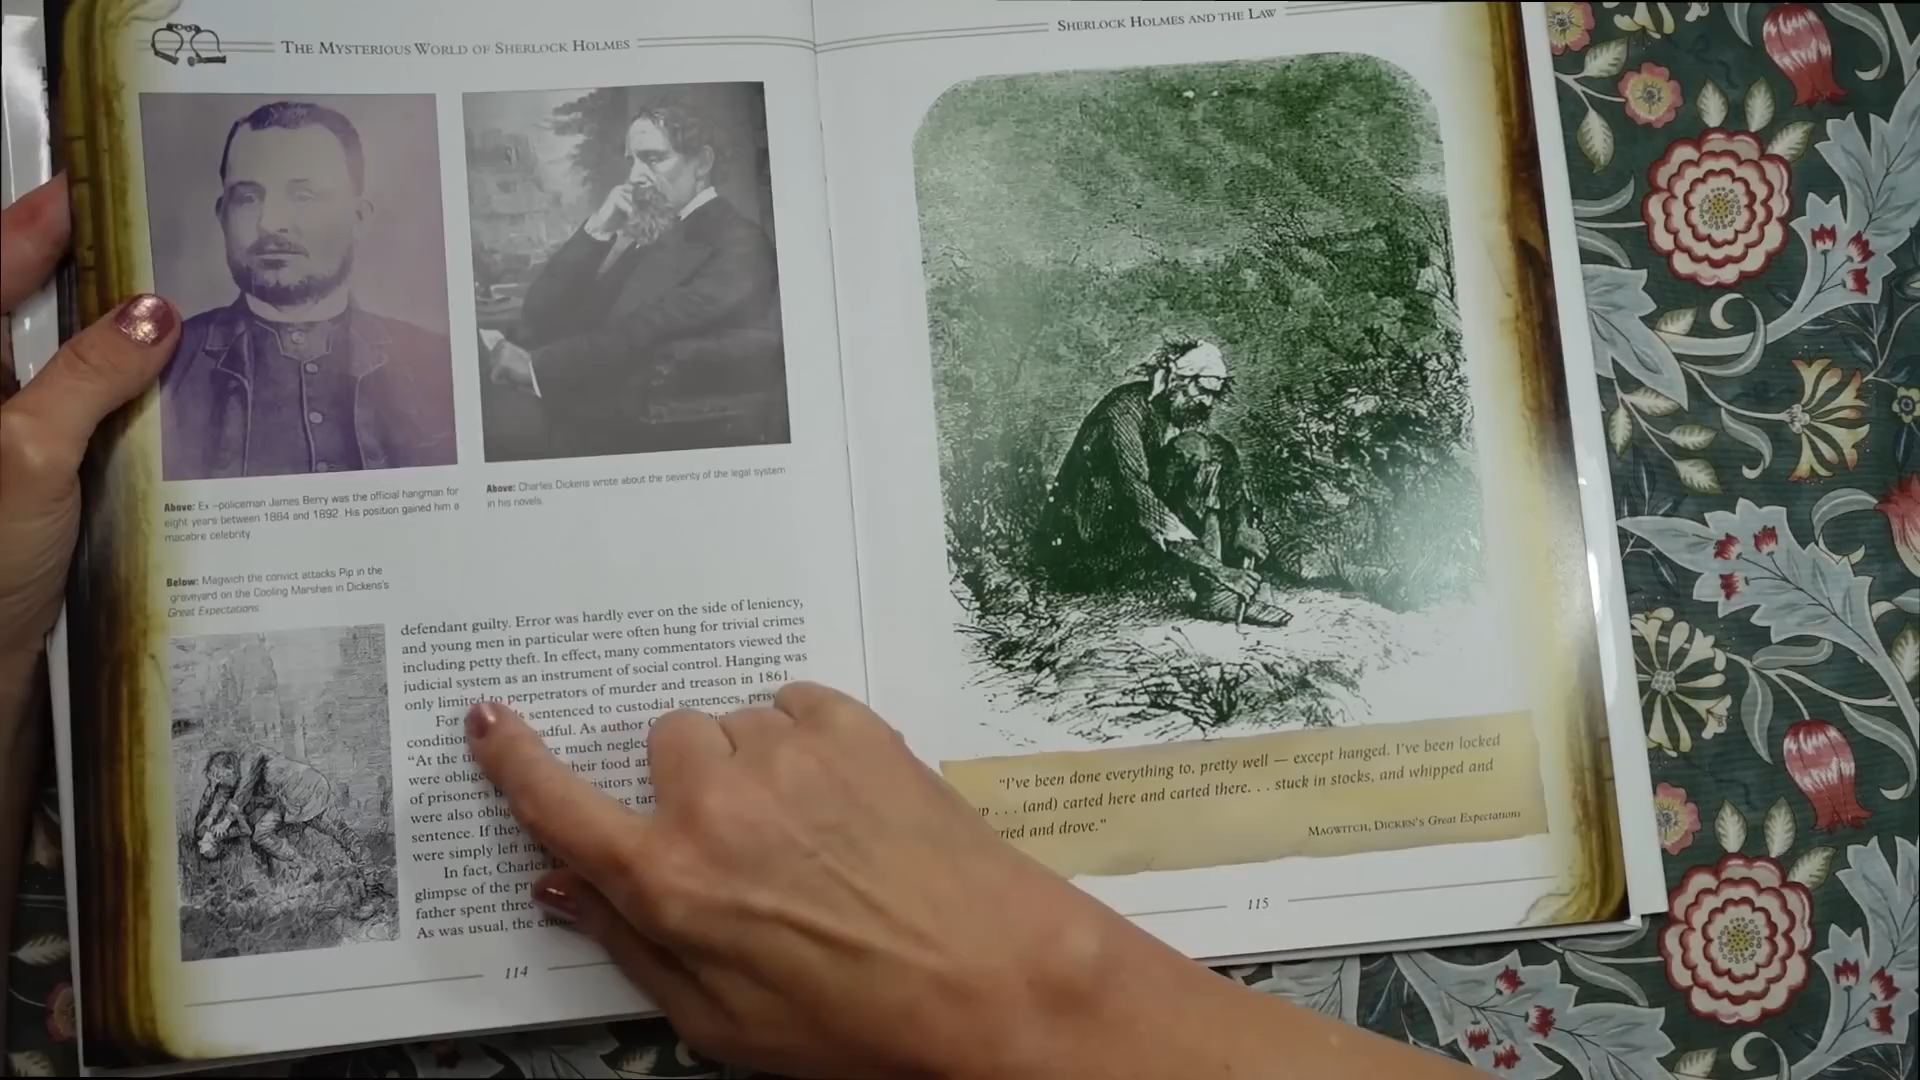 THE MYSTERIOUS WORLD OF SHERLOCK HOLMES
Above: Ex -policeman James Berry was the official hangman for
eight years between 1884 and 1892. His position gained him a
macabre celebrity.
Above: Charles Dickens wrote about the severity of the legal system
in his novels.
Below: Magwich the convict attacks Pip in the
graveyard on the Cooling Marshes in Dickens's
Great Expectations.
defendant guilty. Error was hardly ever on the side of leniency,
and young men in particular were often hung for trivial crimes
including petty theft. In effect, many commentators viewed the
judicial system as an instrument of social control. Hanging was
only limited to perpetrators of murder and treason in 1861.
For sentenced to custodial sentences,
As author
"At the much
were their food
of prisoners
were also
sentence. If they
were simply left
In fact, Charles
glimpse of the
father spent three
As was usual, the
114
SHERLOCK HOLMES AND THE LAW
"I've been done everything to, pretty well — except hanged. I've been locked
. . . (and) carted here and carted there. . . stuck in stocks, and whipped and
and drove."
MAGWITCH, DICKEN'S Great Expectations
115